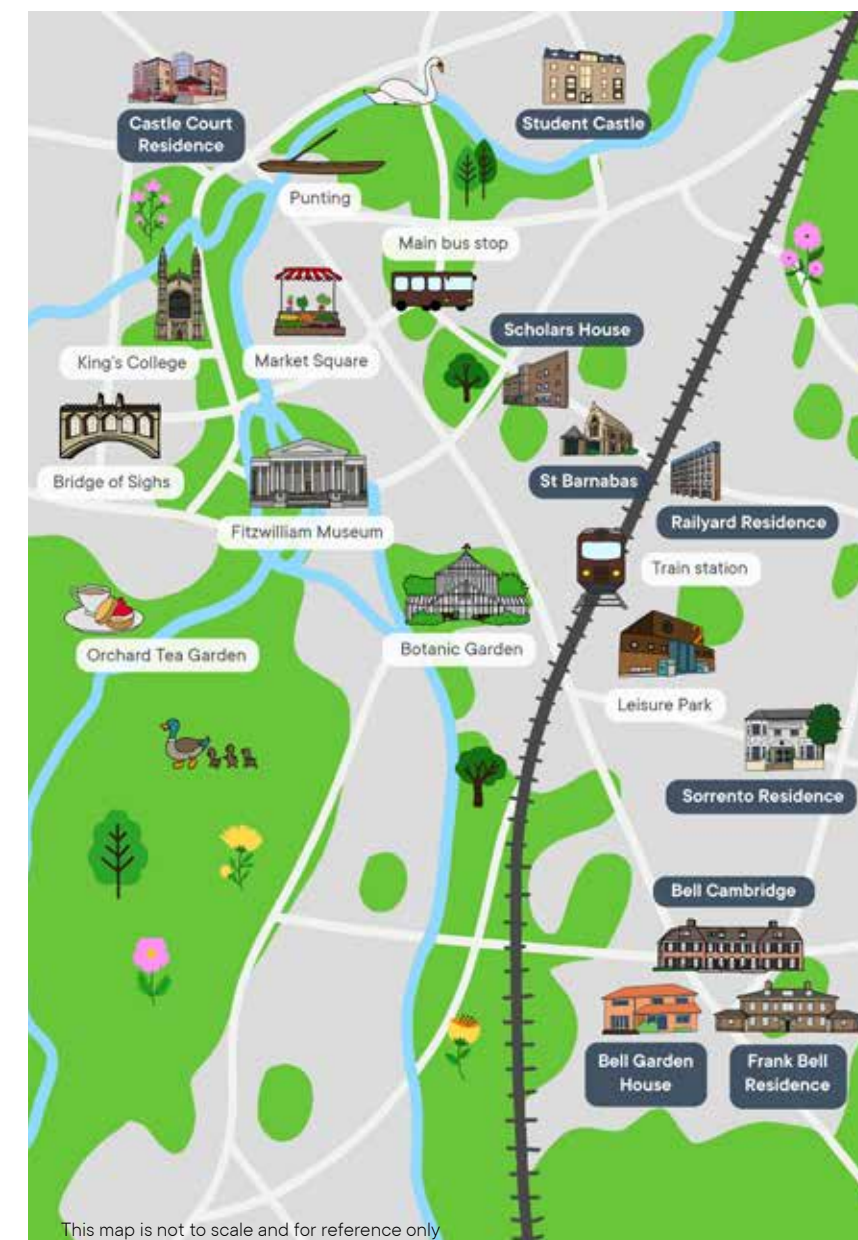 Castle Court
Residence
Student Castle
Punting
Main bus stop
Scholars House
King's College
Market Square
Bridge of Sighs
St Barnabas
Railyard Residence
Fitzwilliam Museum
Train station
Orchard Tea Garden
Botanic Garden
Leisure Park
Sorrento Residence
Bell Cambridge
Bell Garden
House
Frank Bell
Residence
This map is not to scale and for reference only